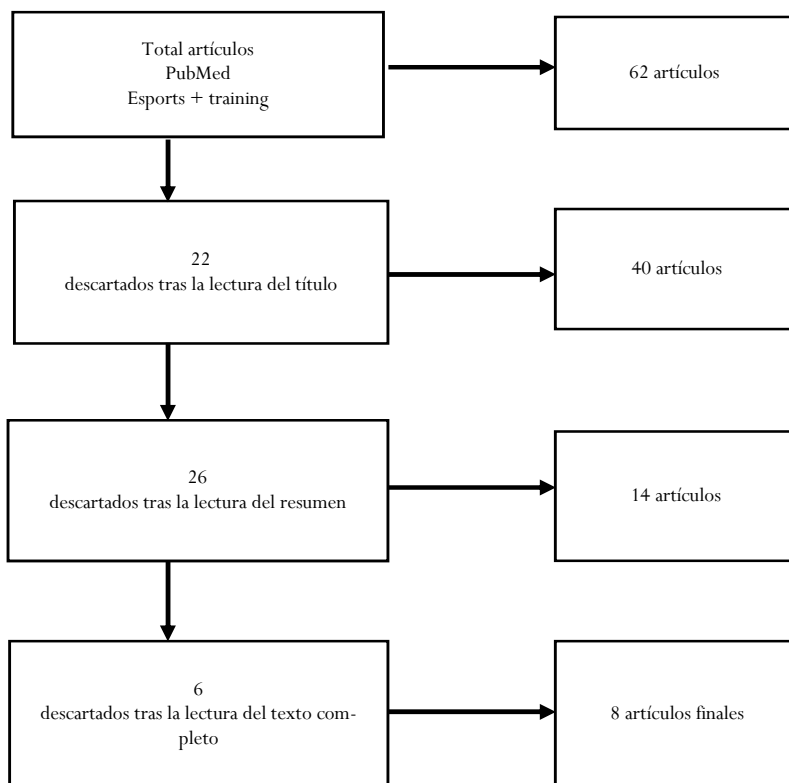 Total artículos
PubMed
Esports + training
62 artículos
22
descartados tras la lectura del título
40 artículos
26
descartados tras la lectura del resumen
14 artículos
6
descartados tras la lectura del texto com-
pleto
8 artículos finales